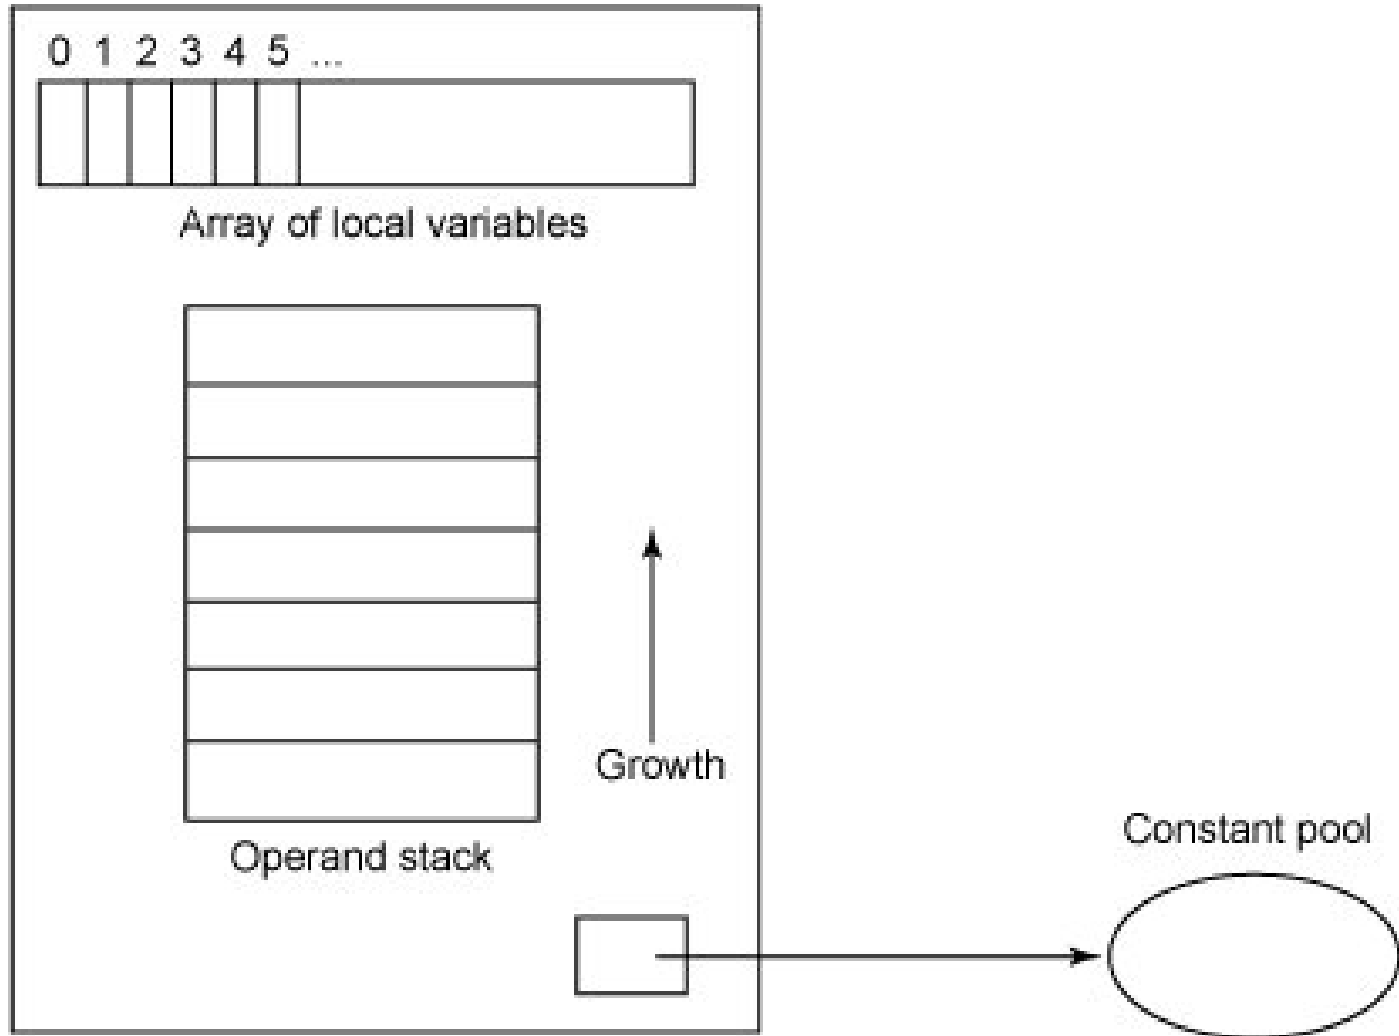 0 1 2 3 4 5 ...
Array of local variables
Growth
Operand stack
Constant pool